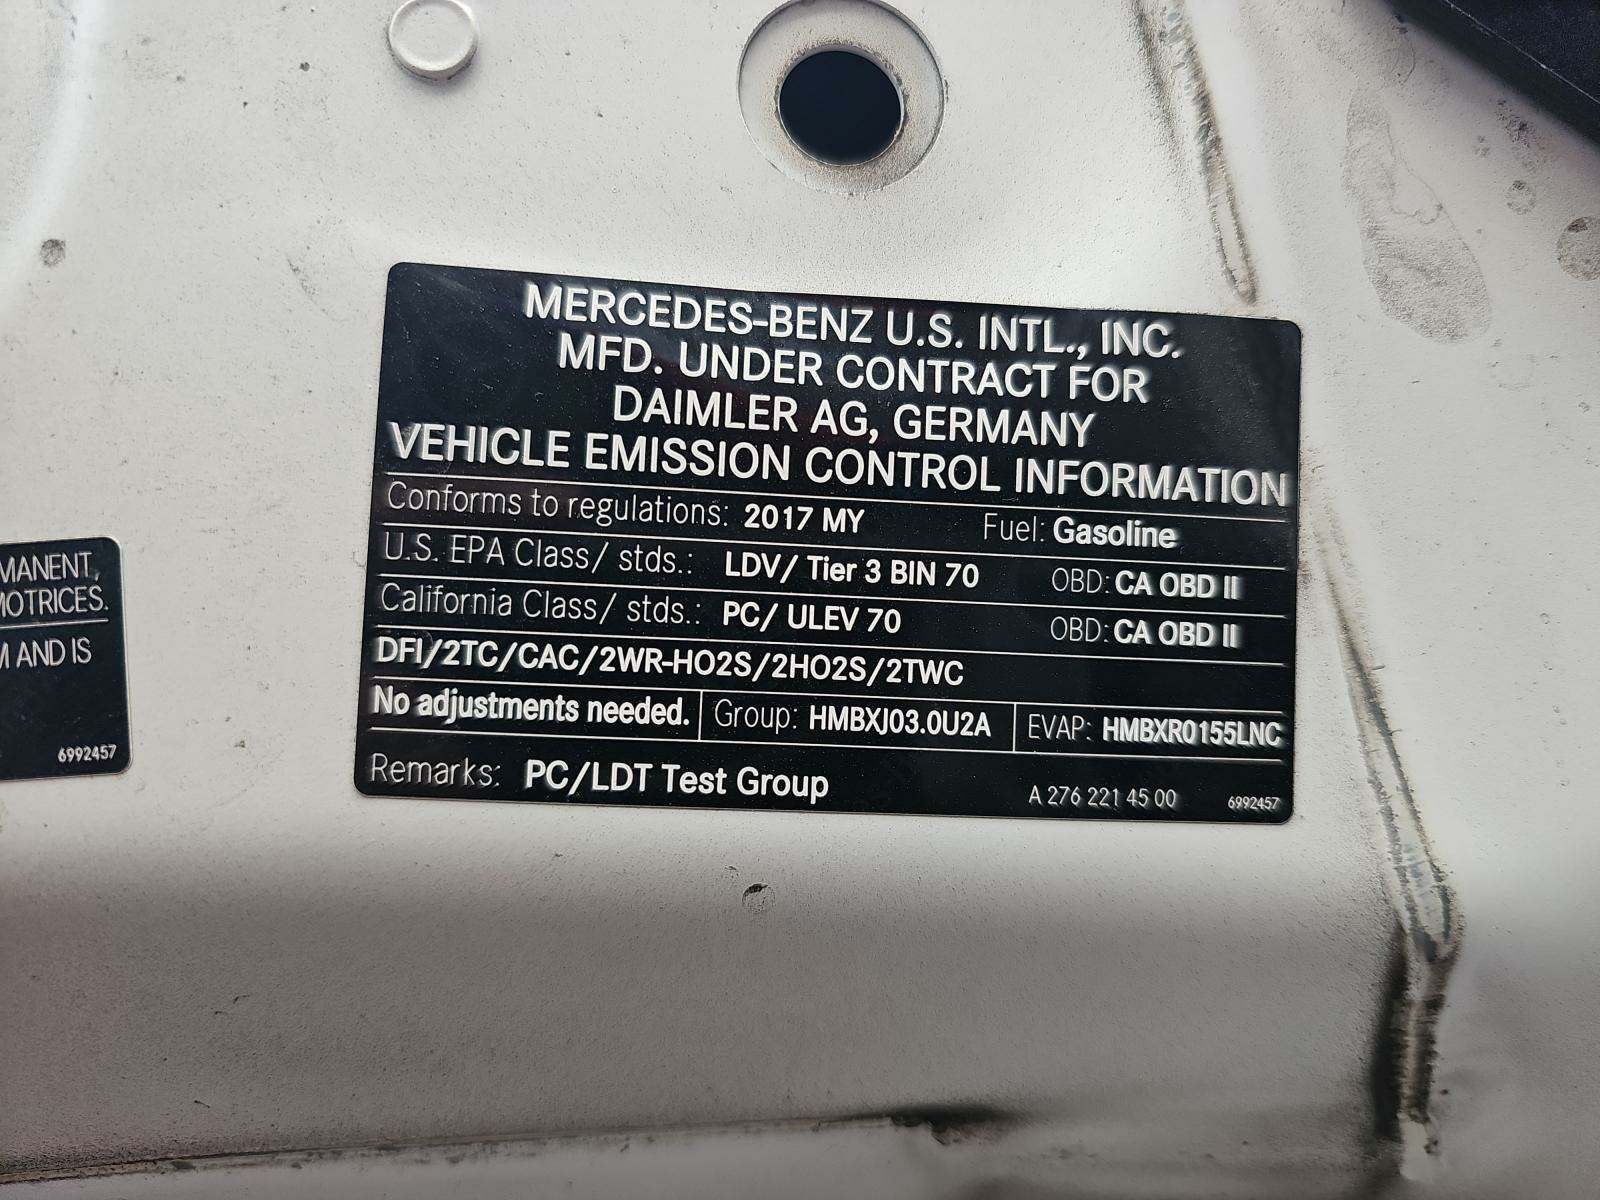 MERCEDES-BENZ U.S. INTL., INC.
MFD. UNDER CONTRACT FOR
DAIMLER AG, GERMANY
VEHICLE EMISSION CONTROL INFORMATION
Conforms to regulations: 2017 MY Fuel: Gasoline
U.S. EPA Class/ stds.: LDV/ Tier 3 BIN 70 OBD: CA OBD II
California Class/ stds.: PC/ ULEV 70 OBD: CA OBD II
DFI/2TC/CAC/2WR-HO2S/2HO2S/2TWC
No adjustments needed. Group: HMBXJ03.0U2A EVAP: HMBXR0155LNC
Remarks: PC/LDT Test Group A 276 221 45 00 6992457
MANENT,
MOTRICES.
AND IS
6992457